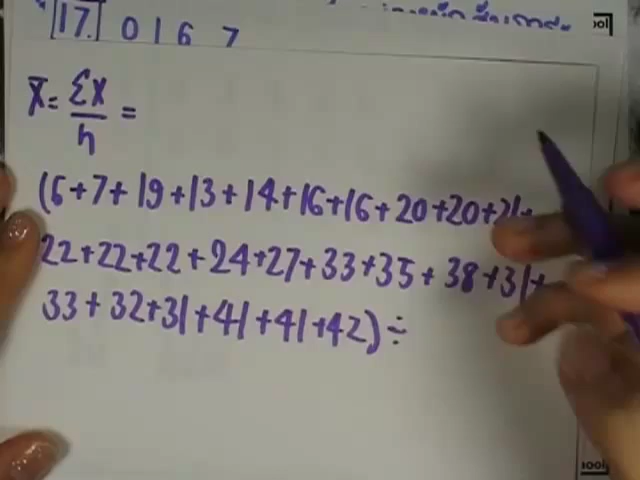 17. 0 1 6 7
x̄ = Σx/n =
(6+7+19+13+14+16+16+20+20+21+
22+22+22+24+27+33+35+38+31+
33+32+31+41+41+42)÷